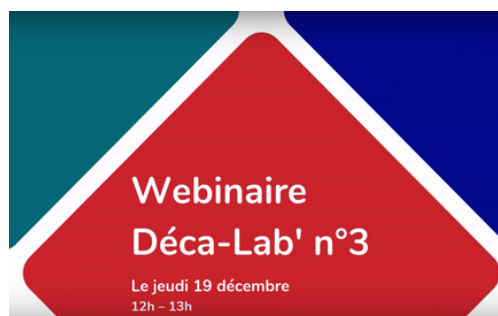 Webinaire
Déca-Lab' n°3
Le jeudi 19 décembre
12h – 13h